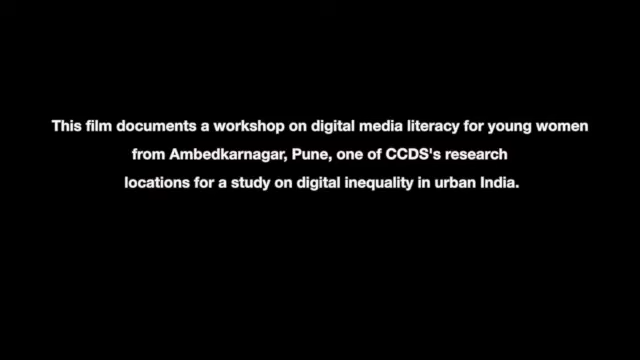 This film documents a workshop on digital media literacy for young women
from Ambedkarnagar, Pune, one of CCDS's research
locations for a study on digital inequality in urban India.